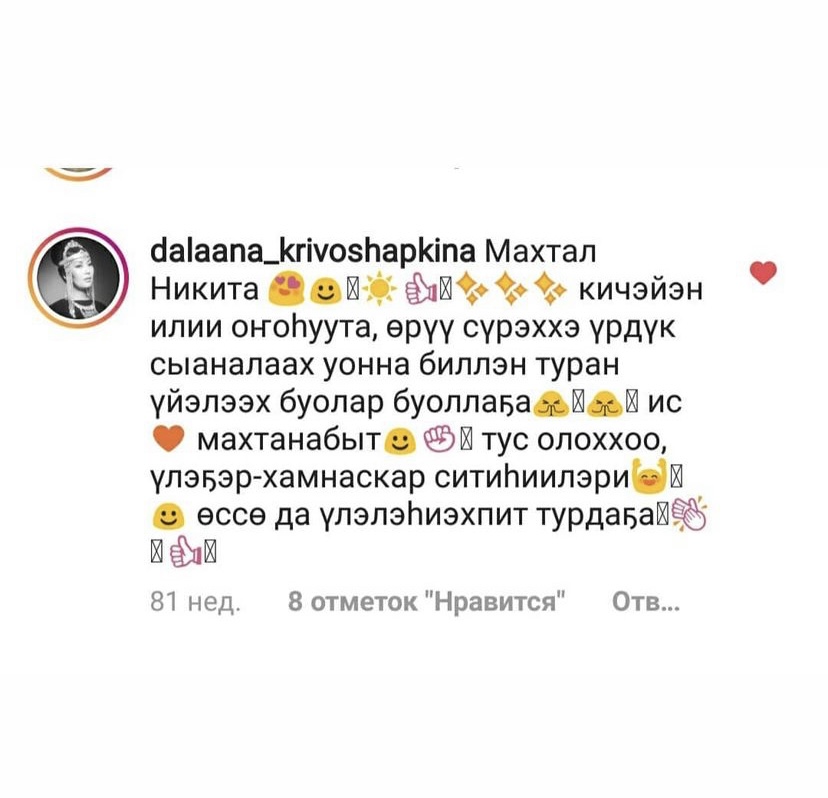 dalaana_krivoshapkina Махтал
Никита 😍🙂☀️👍✨✨✨ кичэйэн
илии оҥоһуута, өрүү сүрэххэ үрдүк
сыаналаах уонна биллэн туран
үйэлээх буолар буоллаҕа🙏🙏 ис
❤️ махтанабыт🙂✊ тус олоххоо,
үлэҕэр-хамнаскар ситиһиилэри🙌
🙂 өссө да үлэлэһиэхпит турдаҕа👏
👍
81 нед. 8 отметок "Нравится" Отв...